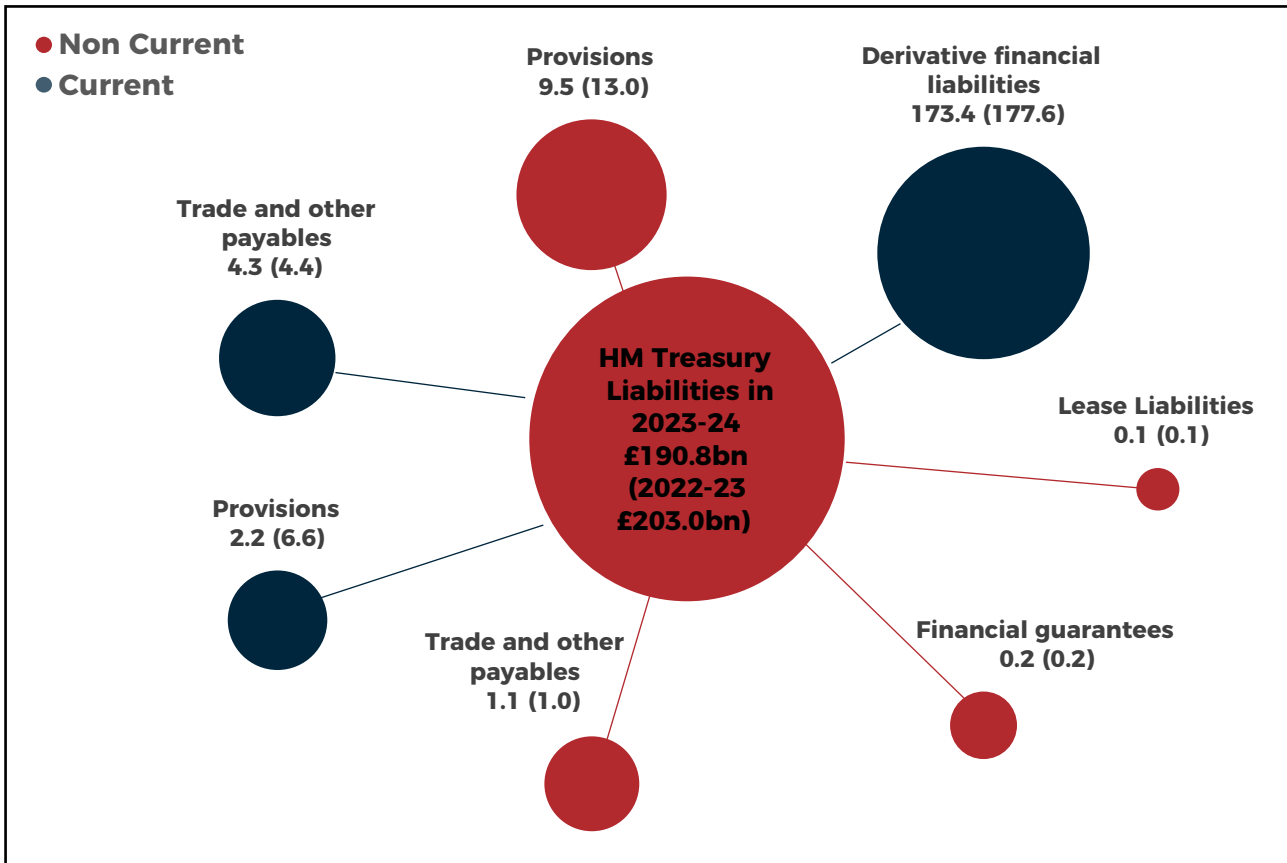 Non Current
Current
Provisions
9.5 (13.0)
Derivative financial
liabilities
173.4 (177.6)
Trade and other
payables
4.3 (4.4)
HM Treasury
Liabilities in
2023-24
£190.8bn
(2022-23
£203.0bn)
Lease Liabilities
0.1 (0.1)
Provisions
2.2 (6.6)
Trade and other
payables
1.1 (1.0)
Financial guarantees
0.2 (0.2)